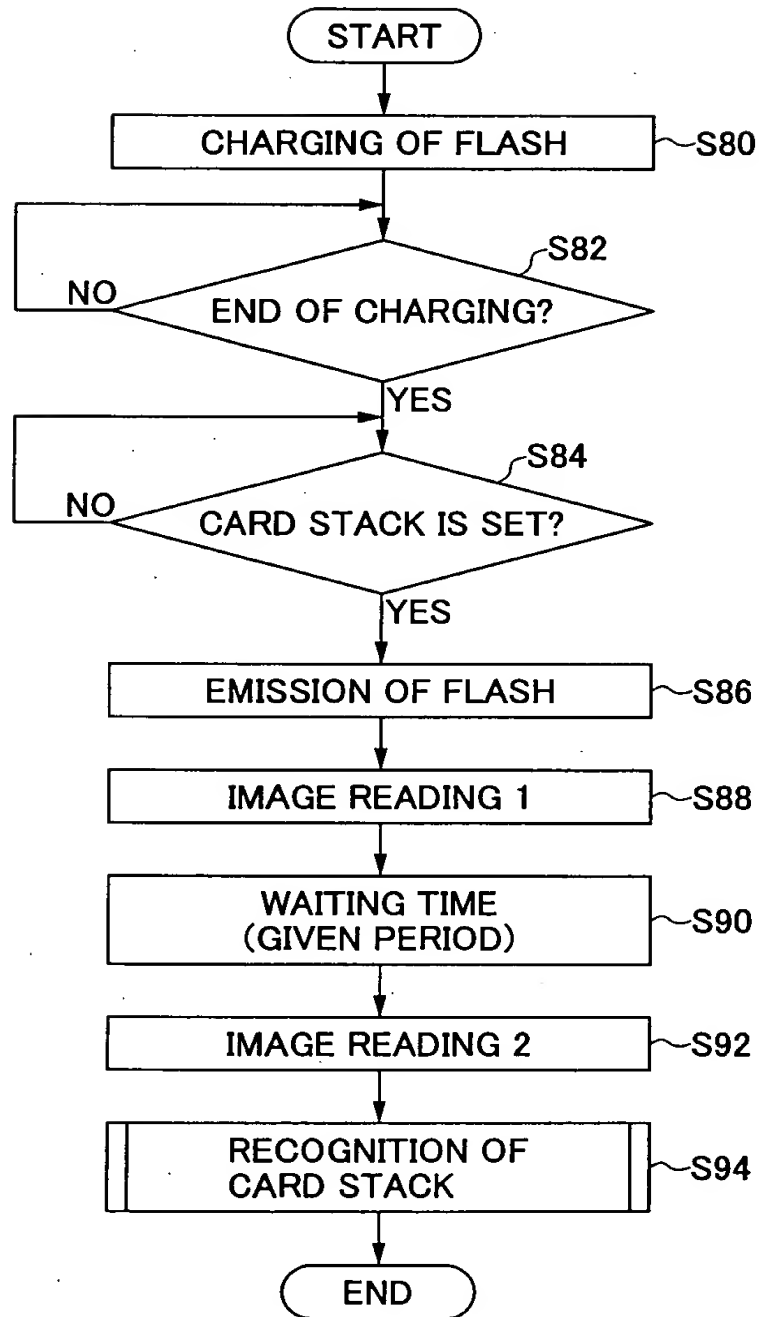 START
CHARGING OF FLASH
S80
S82
NO
END OF CHARGING?
YES
S84
NO
CARD STACK IS SET?
YES
EMISSION OF FLASH
S86
IMAGE READING 1
S88
WAITING TIME
(GIVEN PERIOD)
S90
IMAGE READING 2
S92
RECOGNITION OF
CARD STACK
S94
END